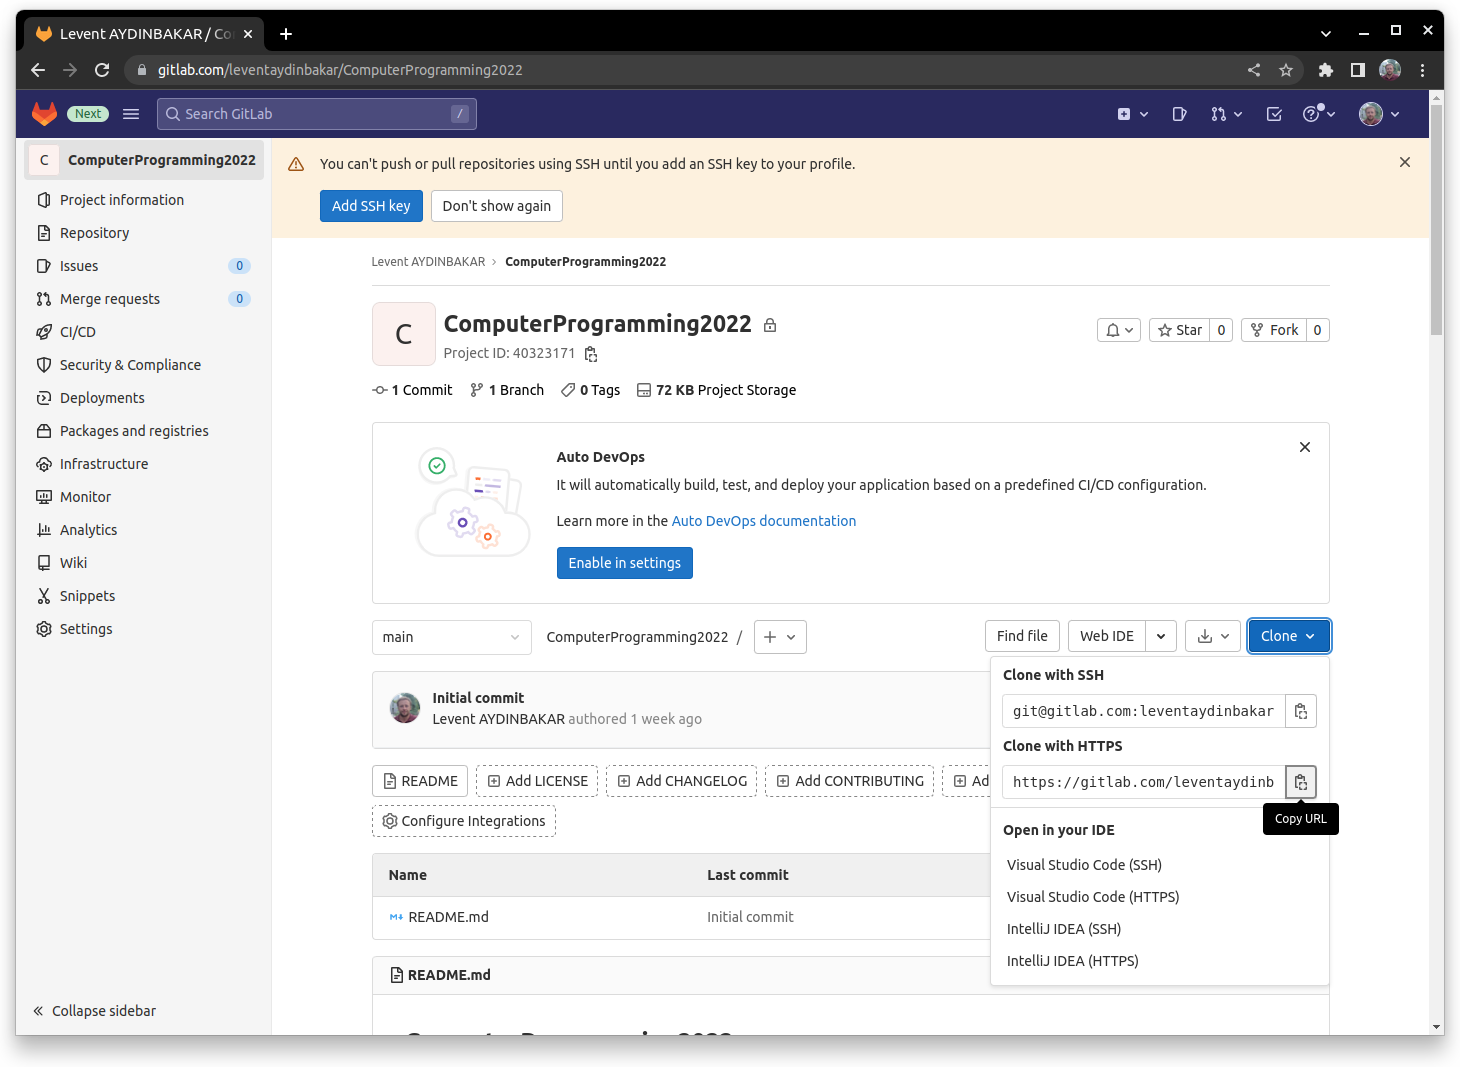 Levent AYDINBAKAR / Co
gitlab.com/leventaydinbakar/ComputerProgramming2022
Next
Search GitLab
/
C
ComputerProgramming2022
Project information
Repository
Issues
0
Merge requests
0
CI/CD
Security & Compliance
Deployments
Packages and registries
Infrastructure
Monitor
Analytics
Wiki
Snippets
Settings
Collapse sidebar
You can't push or pull repositories using SSH until you add an SSH key to your profile.
Add SSH key
Don't show again
Levent AYDINBAKAR
ComputerProgramming2022
C
ComputerProgramming2022
Project ID: 40323171
Star 0
Fork 0
1 Commit
1 Branch
0 Tags
72 KB Project Storage
Auto DevOps
It will automatically build, test, and deploy your application based on a predefined CI/CD configuration.
Learn more in the Auto DevOps documentation
Enable in settings
main
ComputerProgramming2022 /
Find file
Web IDE
Clone
Initial commit
Levent AYDINBAKAR authored 1 week ago
README
Add LICENSE
Add CHANGELOG
Add CONTRIBUTING
Ad
Configure Integrations
Name
Last commit
README.md
Initial commit
README.md
ComputerProgramming2022
Clone with SSH
git@gitlab.com:leventaydinbakar
Clone with HTTPS
https://gitlab.com/leventaydinb
Copy URL
Open in your IDE
Visual Studio Code (SSH)
Visual Studio Code (HTTPS)
IntelliJ IDEA (SSH)
IntelliJ IDEA (HTTPS)